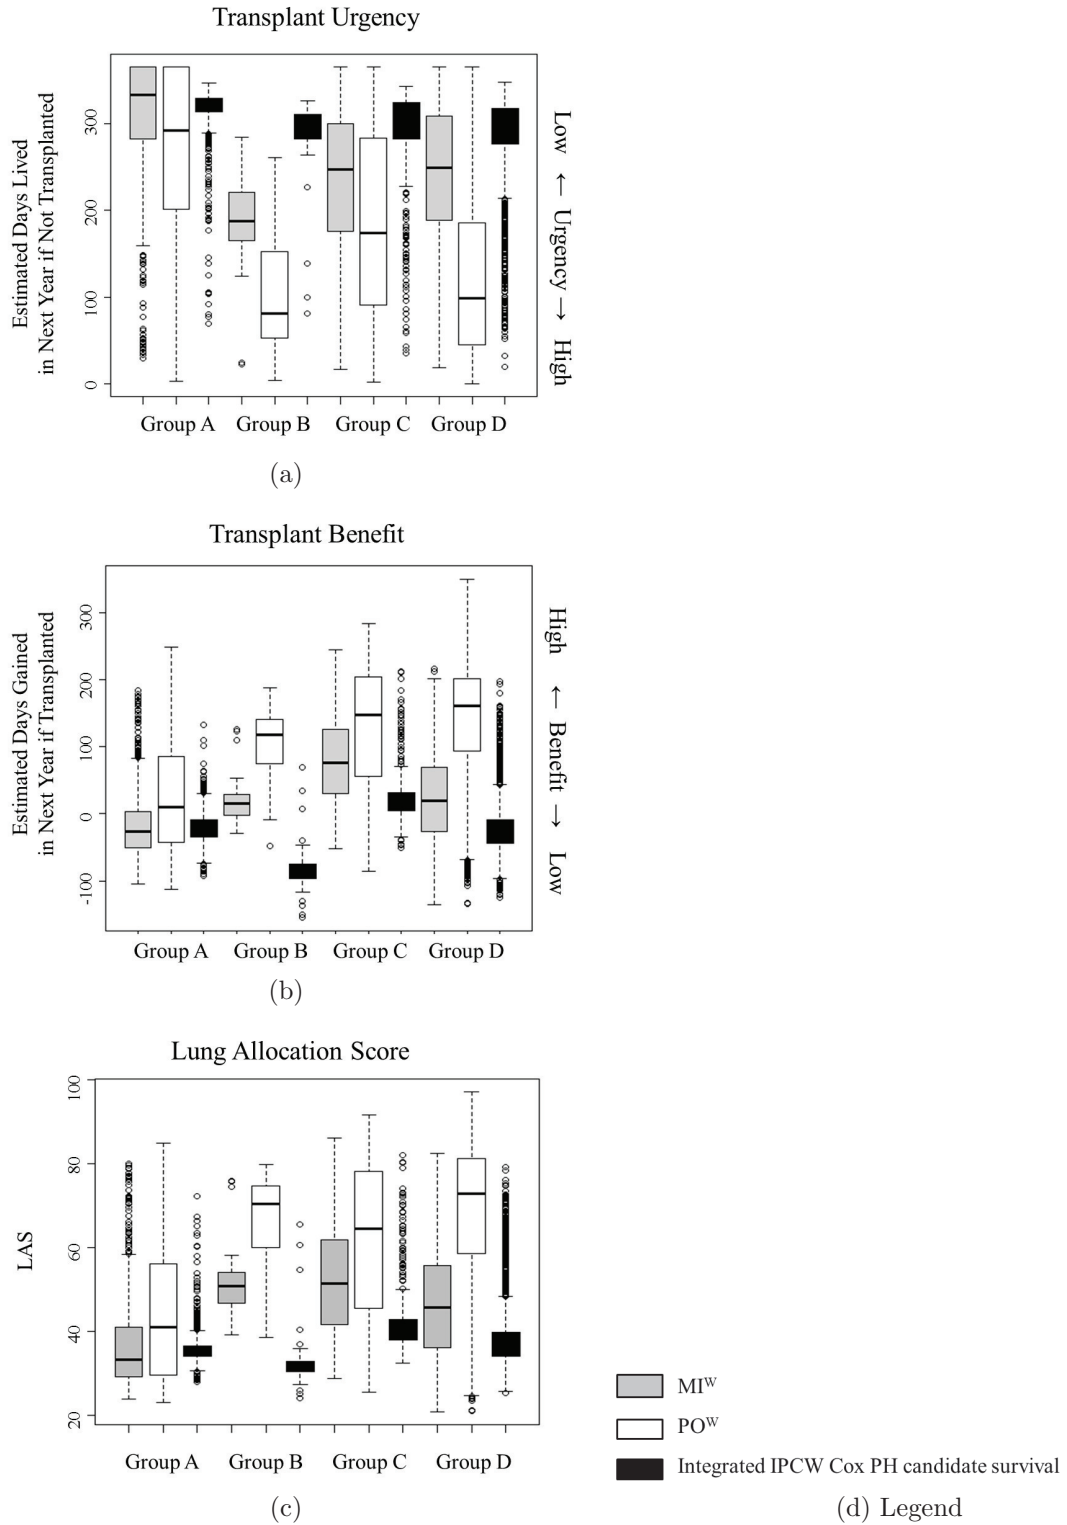 Transplant Urgency
Estimated Days Lived
in Next Year if Not Transplanted
300
200
100
0
Low ← Urgency → High
Group A Group B Group C Group D
(a)
Transplant Benefit
Estimated Days Gained
in Next Year if Transplanted
300
200
100
0
-100
High ← Benefit → Low
Group A Group B Group C Group D
(b)
Lung Allocation Score
LAS
100
80
60
40
20
Group A Group B Group C Group D
(c)
MIᵂ
POᵂ
Integrated IPCW Cox PH candidate survival
(d) Legend